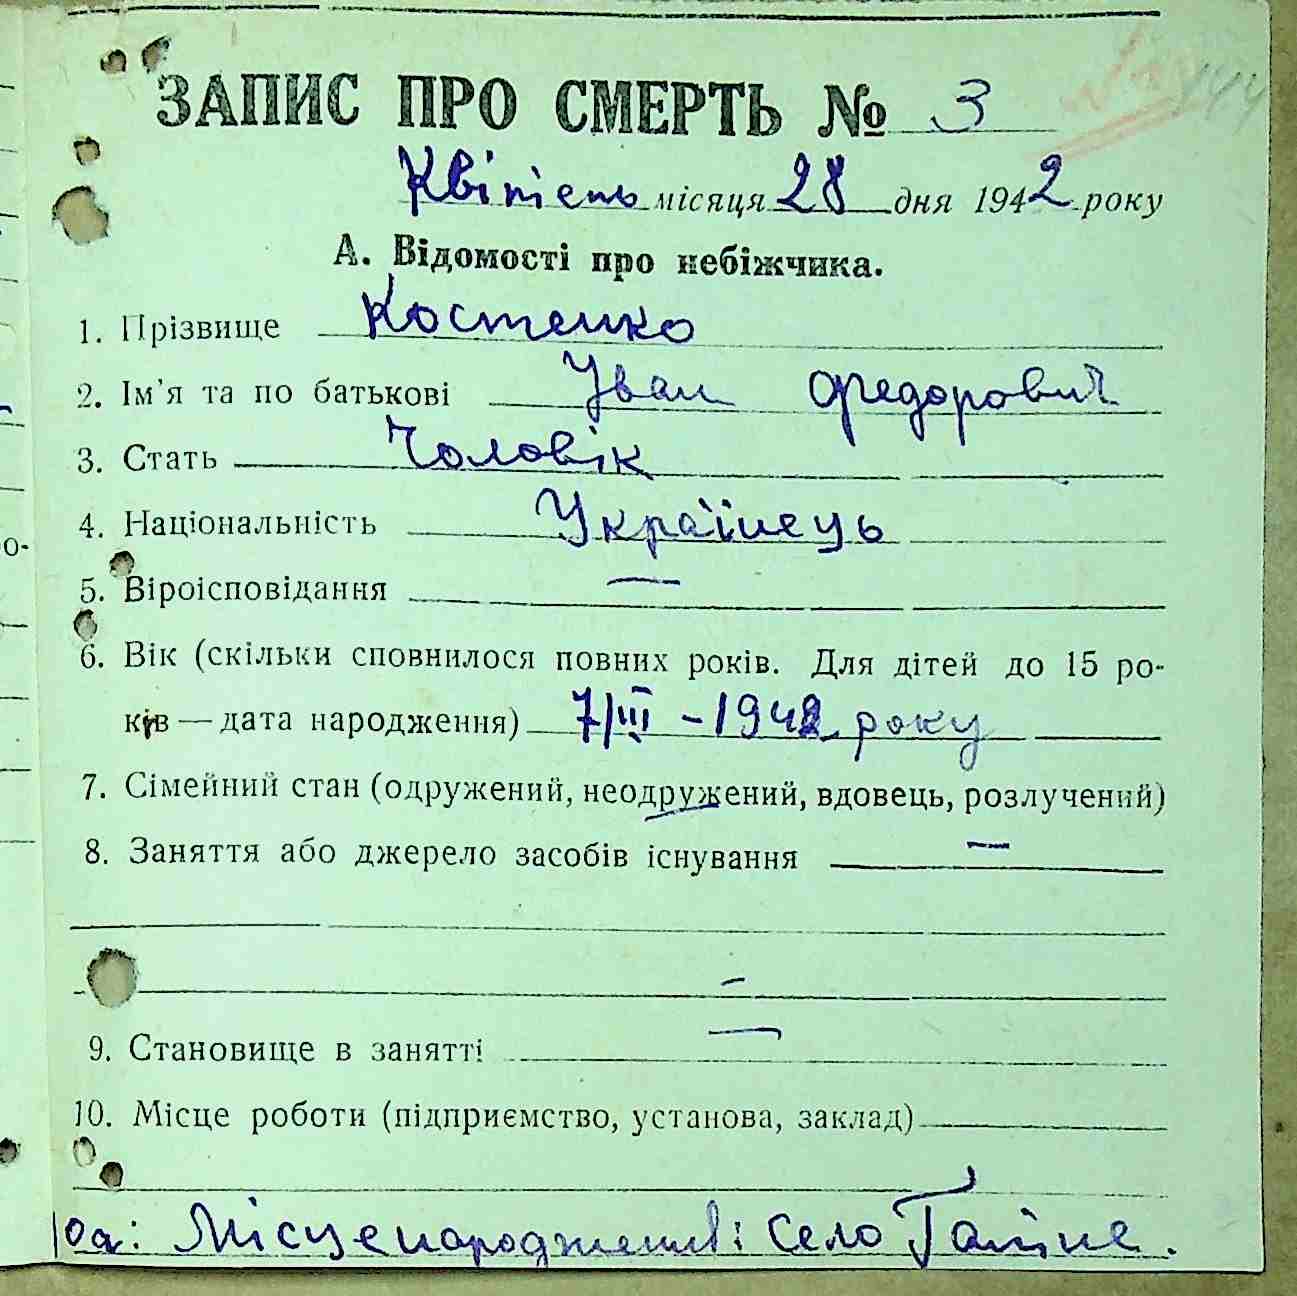 ЗАПИС ПРО СМЕРТЬ № 3
Квітень місяця 28 дня 1942 року
А. Відомості про небіжчика.
1. Прізвище Костенко
2. Ім'я та по батькові Іван Федорович
3. Стать Чоловік
4. Національність Українець
5. Віроісповідання —
6. Вік (скільки сповнилося повних років. Для дітей до 15 ро-
ків — дата народження) 7/III - 1942 року
7. Сімейний стан (одружений, неодружений, вдовець, розлучений)
8. Заняття або джерело засобів існування —
—
9. Становище в занятті —
10. Місце роботи (підприємство, установа, заклад)
10а: Місце народження: село